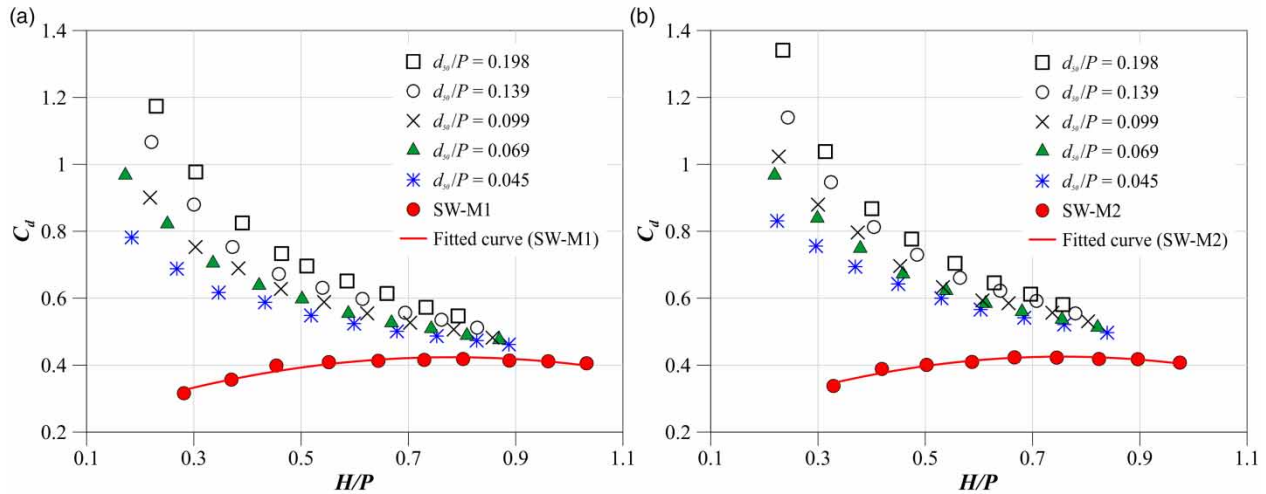 (a)
1.4
1.2
1
0.8
0.6
0.4
0.2
C_d
d₅₀/P = 0.198
d₅₀/P = 0.139
d₅₀/P = 0.099
d₅₀/P = 0.069
d₅₀/P = 0.045
SW-M1
Fitted curve (SW-M1)
0.1 0.3 0.5 0.7 0.9 1.1
H/P
(b)
1.4
1.2
1
0.8
0.6
0.4
0.2
C_d
d₅₀/P = 0.198
d₅₀/P = 0.139
d₅₀/P = 0.099
d₅₀/P = 0.069
d₅₀/P = 0.045
SW-M2
Fitted curve (SW-M2)
0.1 0.3 0.5 0.7 0.9 1.1
H/P